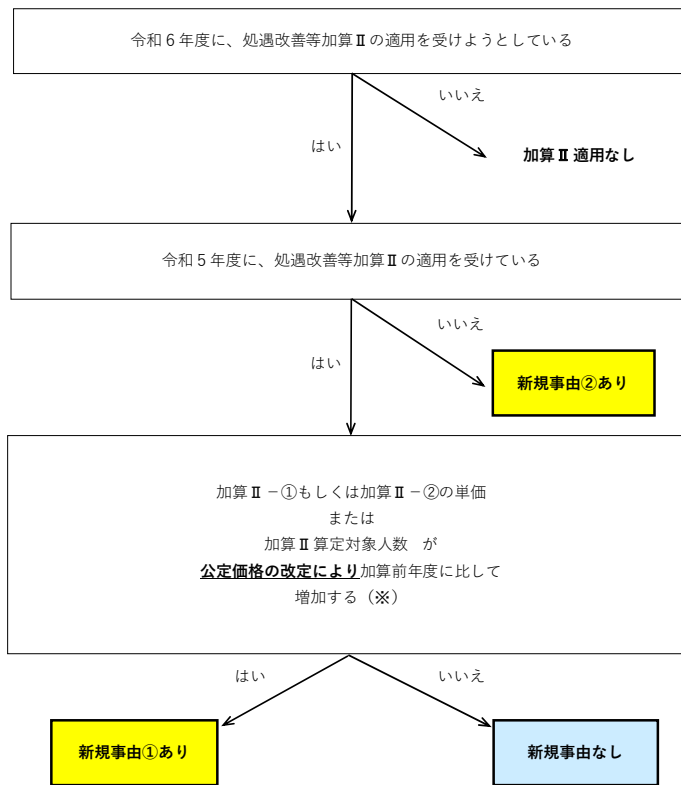 令和６年度に、処遇改善等加算Ⅱの適用を受けようとしている
いいえ
はい
加算Ⅱ適用なし
令和５年度に、処遇改善等加算Ⅱの適用を受けている
いいえ
はい
新規事由②あり
加算Ⅱ－①もしくは加算Ⅱ－②の単価
または
加算Ⅱ算定対象人数　が
公定価格の改定により加算前年度に比して
増加する（※）
はい
いいえ
新規事由①あり
新規事由なし